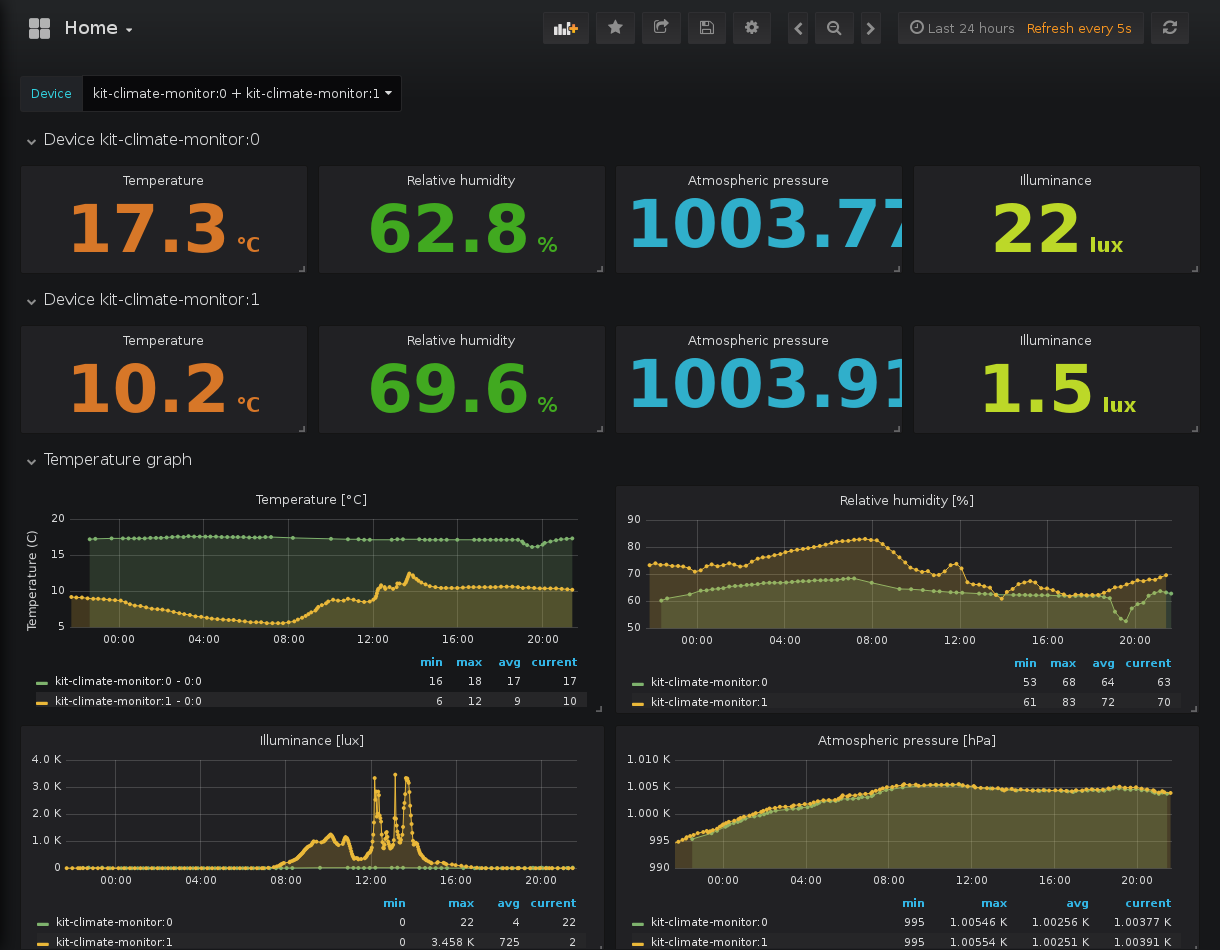 Home
Last 24 hours Refresh every 5s
Device kit-climate-monitor:0 + kit-climate-monitor:1
Device kit-climate-monitor:0
Temperature Relative humidity Atmospheric pressure Illuminance
17.3 °C 62.8 % 1003.77 22 lux
Device kit-climate-monitor:1
Temperature Relative humidity Atmospheric pressure Illuminance
10.2 °C 69.6 % 1003.91 1.5 lux
Temperature graph
Temperature [°C]
Temperature (C)
20
15
10
5
00:00 04:00 08:00 12:00 16:00 20:00
min max avg current
kit-climate-monitor:0 - 0:0 16 18 17 17
kit-climate-monitor:1 - 0:0 6 12 9 10
Relative humidity [%]
90
80
70
60
50
00:00 04:00 08:00 12:00 16:00 20:00
min max avg current
kit-climate-monitor:0 53 68 64 63
kit-climate-monitor:1 61 83 72 70
Illuminance [lux]
4.0 K
3.0 K
2.0 K
1.0 K
0
00:00 04:00 08:00 12:00 16:00 20:00
min max avg current
kit-climate-monitor:0 0 22 4 22
kit-climate-monitor:1 0 3.458 K 725 2
Atmospheric pressure [hPa]
1.010 K
1.005 K
1.000 K
995
990
00:00 04:00 08:00 12:00 16:00 20:00
min max avg current
kit-climate-monitor:0 995 1.00546 K 1.00256 K 1.00377 K
kit-climate-monitor:1 995 1.00554 K 1.00251 K 1.00391 K